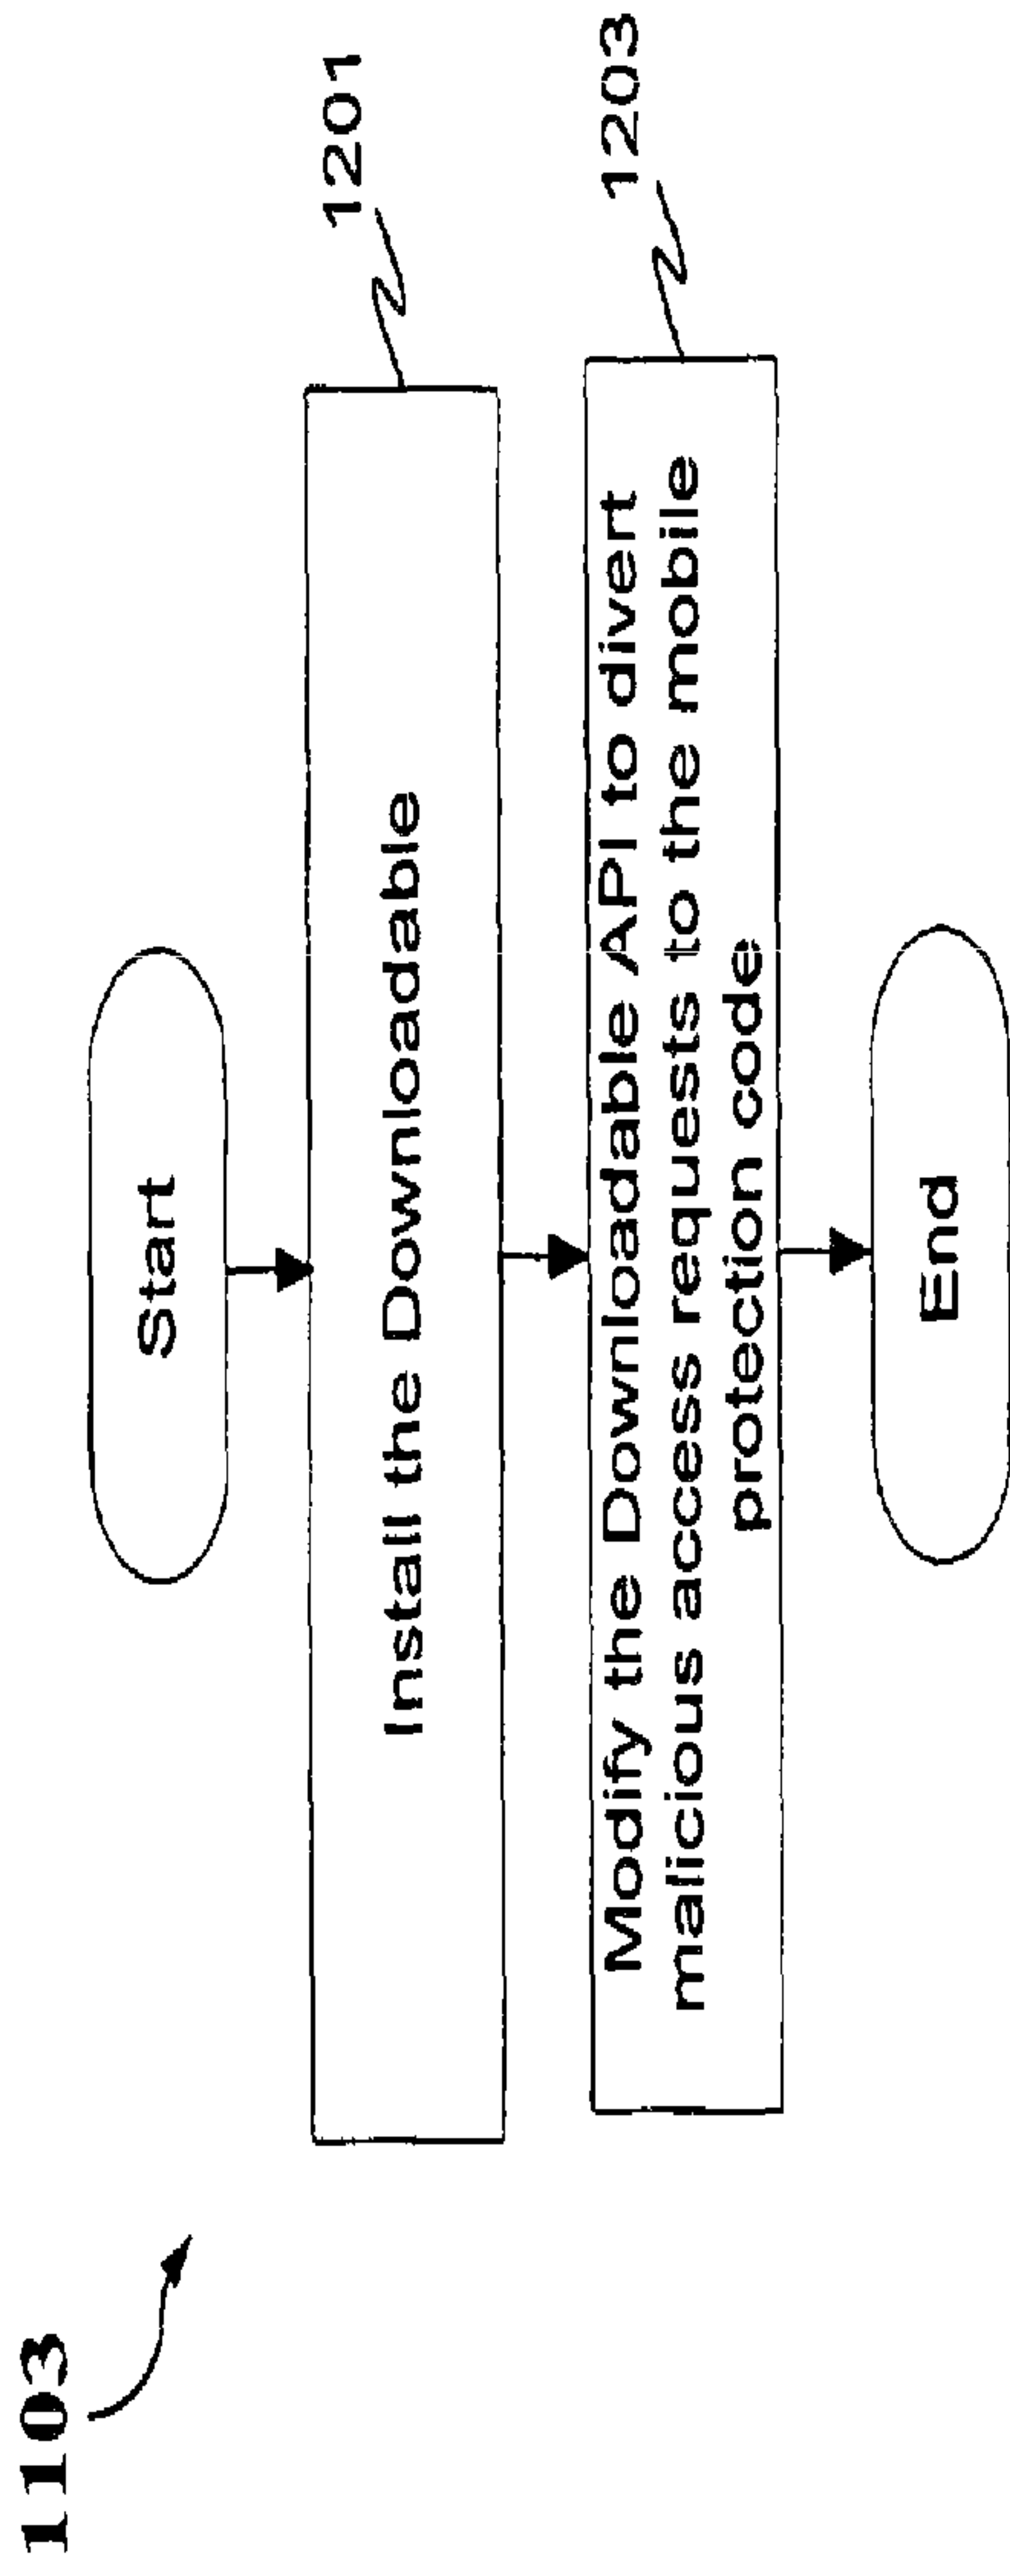 1103
Start
Install the Downloadable
1201
Modify the Downloadable API to divert
malicious access requests to the mobile
protection code
1203
End